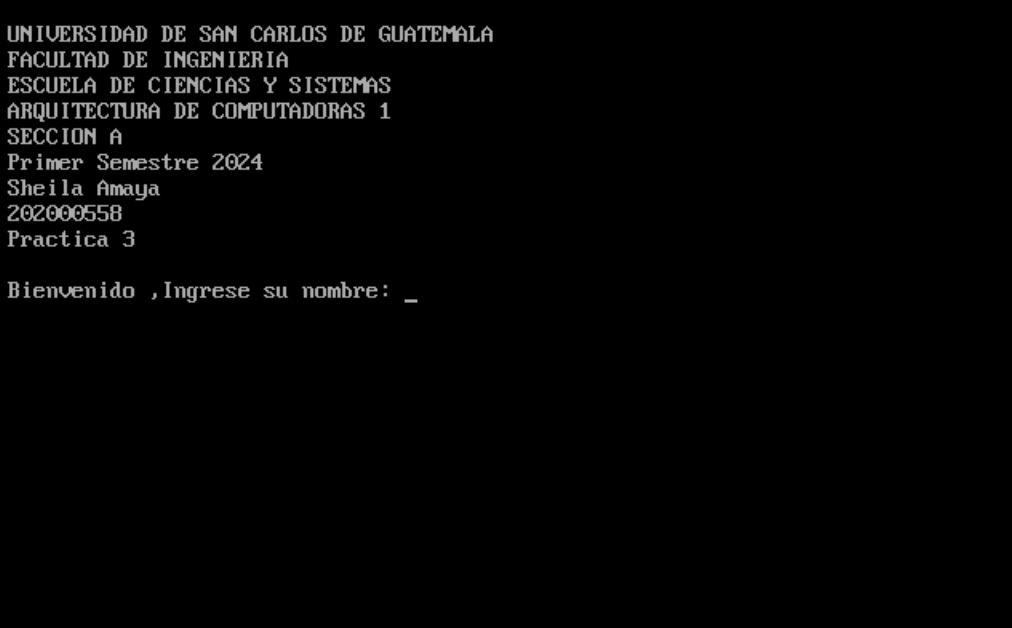 UNIVERSIDAD DE SAN CARLOS DE GUATEMALA
FACULTAD DE INGENIERIA
ESCUELA DE CIENCIAS Y SISTEMAS
ARQUITECTURA DE COMPUTADORAS 1
SECCION A
Primer Semestre 2024
Sheila Amaya
202000558
Practica 3
Bienvenido ,Ingrese su nombre: _